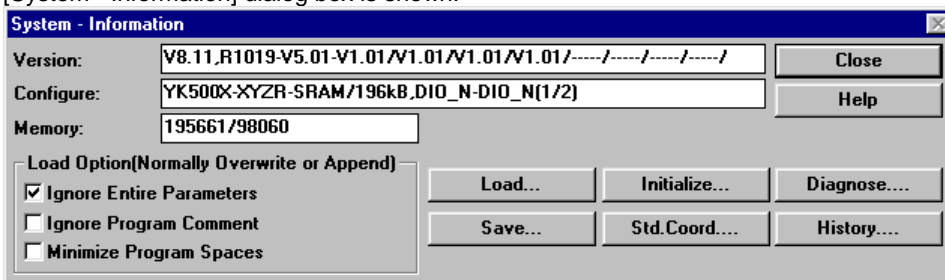 [System - Information] dialog box is shown.
System - Information
Version: V8.11,R1019-V5.01-V1.01/V1.01/V1.01/V1.01/-----/-----/-----/-----/ Close
Configure: YK500X-XYZR-SRAM/196kB,DIO_N-DIO_N(1/2) Help
Memory: 195661/98060
Load Option(Normally Overwrite or Append)
Ignore Entire Parameters
Ignore Program Comment
Minimize Program Spaces
Load... Initialize... Diagnose....
Save... Std.Coord.... History....